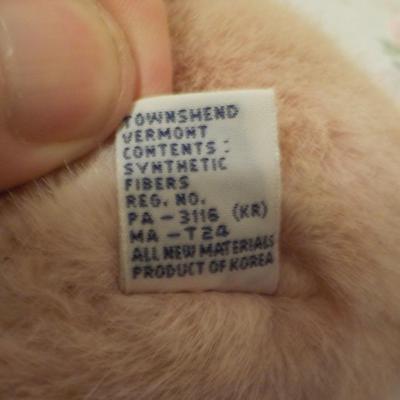 TOWNSHEND
VERMONT
CONTENTS:
SYNTHETIC
FIBERS
REG. NO.
PA-3116 (KR)
MA-T24
ALL NEW MATERIALS
PRODUCT OF KOREA